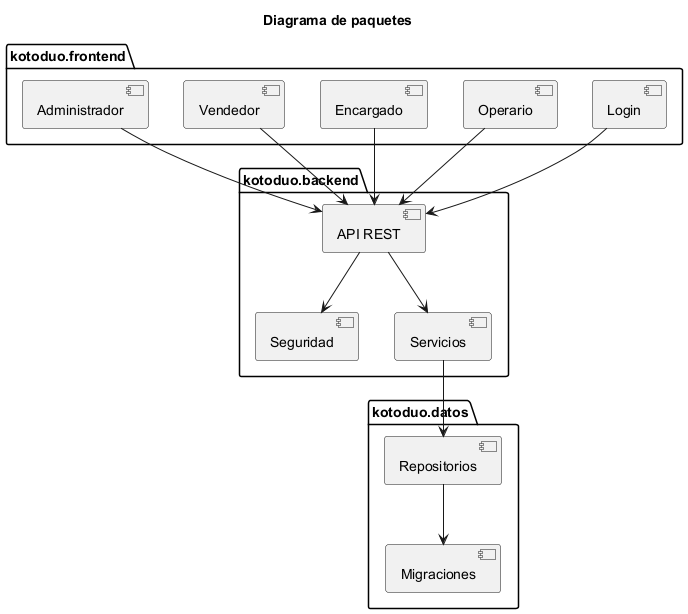 Diagrama de paquetes
kotoduo.frontend
Administrador
Vendedor
Encargado
Operario
Login
kotoduo.backend
API REST
Seguridad
Servicios
kotoduo.datos
Repositorios
Migraciones